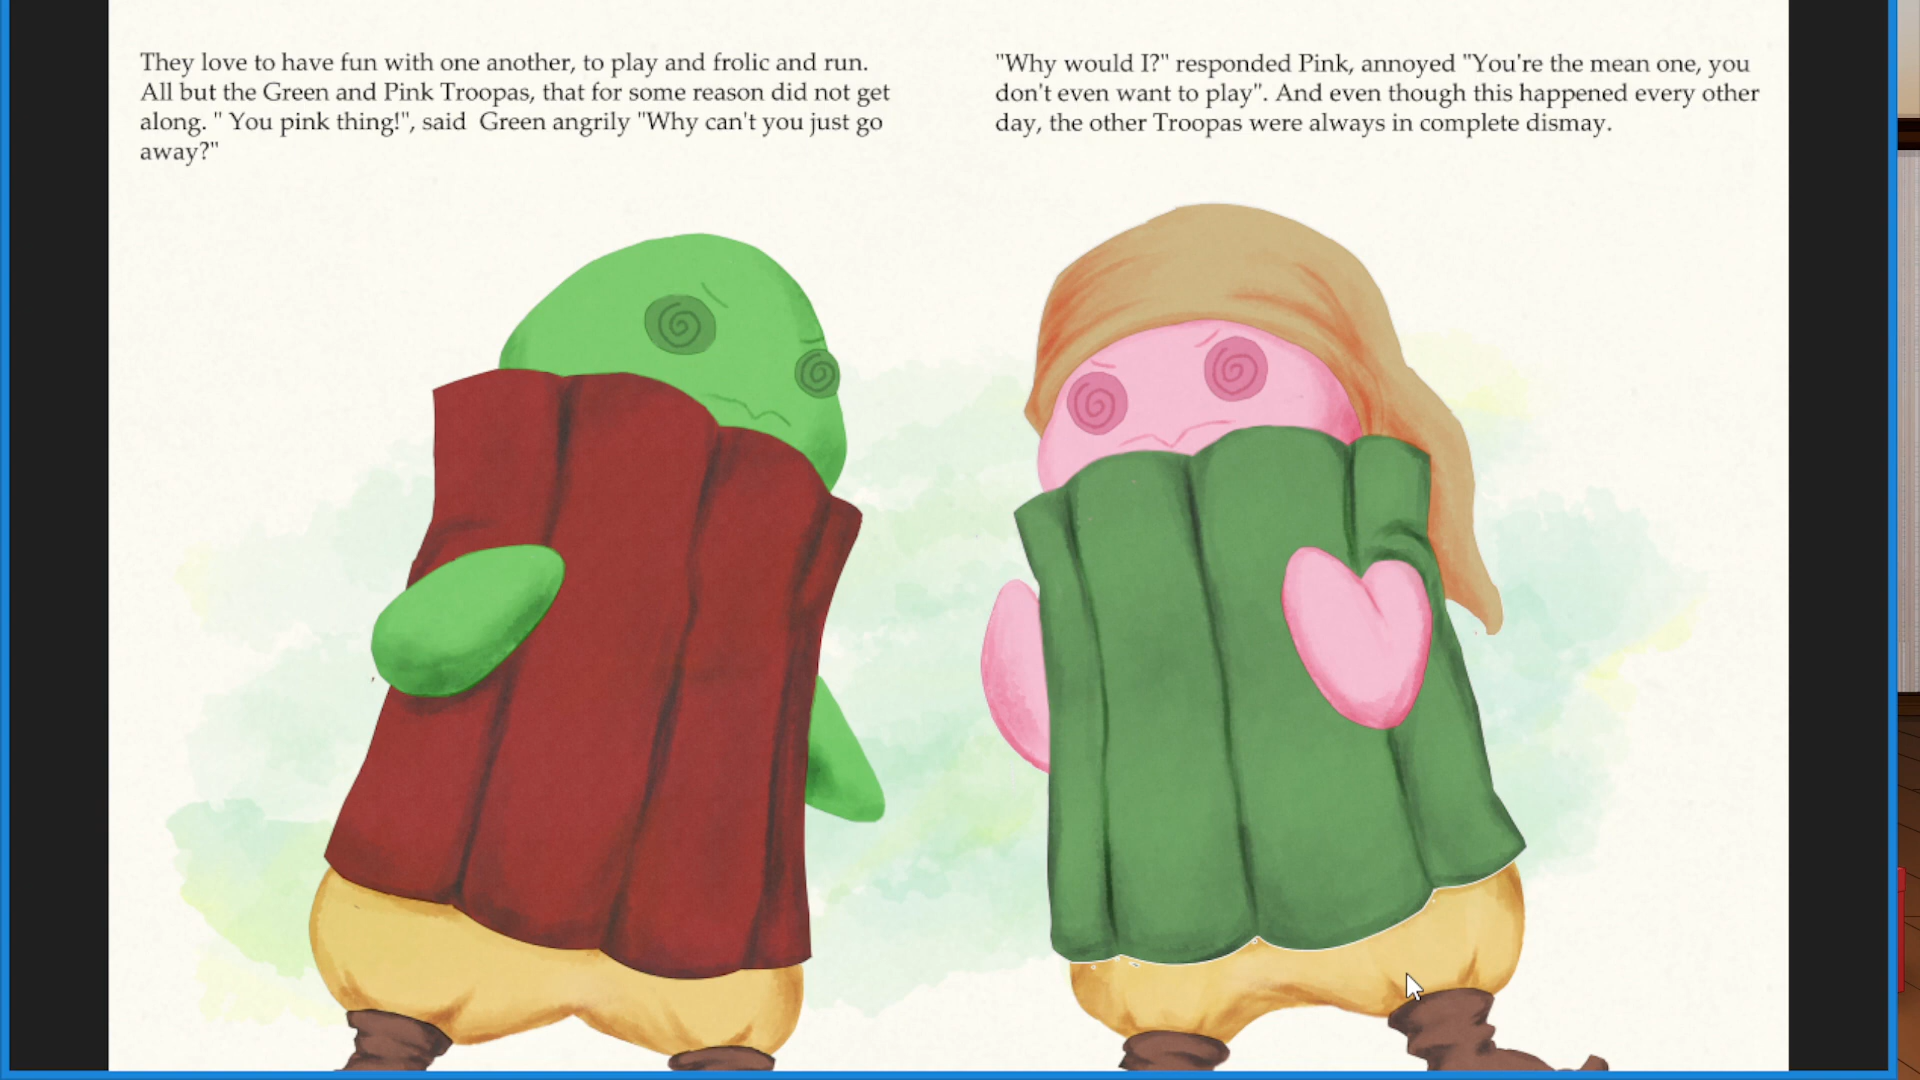 They love to have fun with one another, to play and frolic and run.
All but the Green and Pink Troopas, that for some reason did not get
along. " You pink thing!", said  Green angrily "Why can't you just go
away?"
"Why would I?" responded Pink, annoyed "You're the mean one, you
don't even want to play". And even though this happened every other
day, the other Troopas were always in complete dismay.